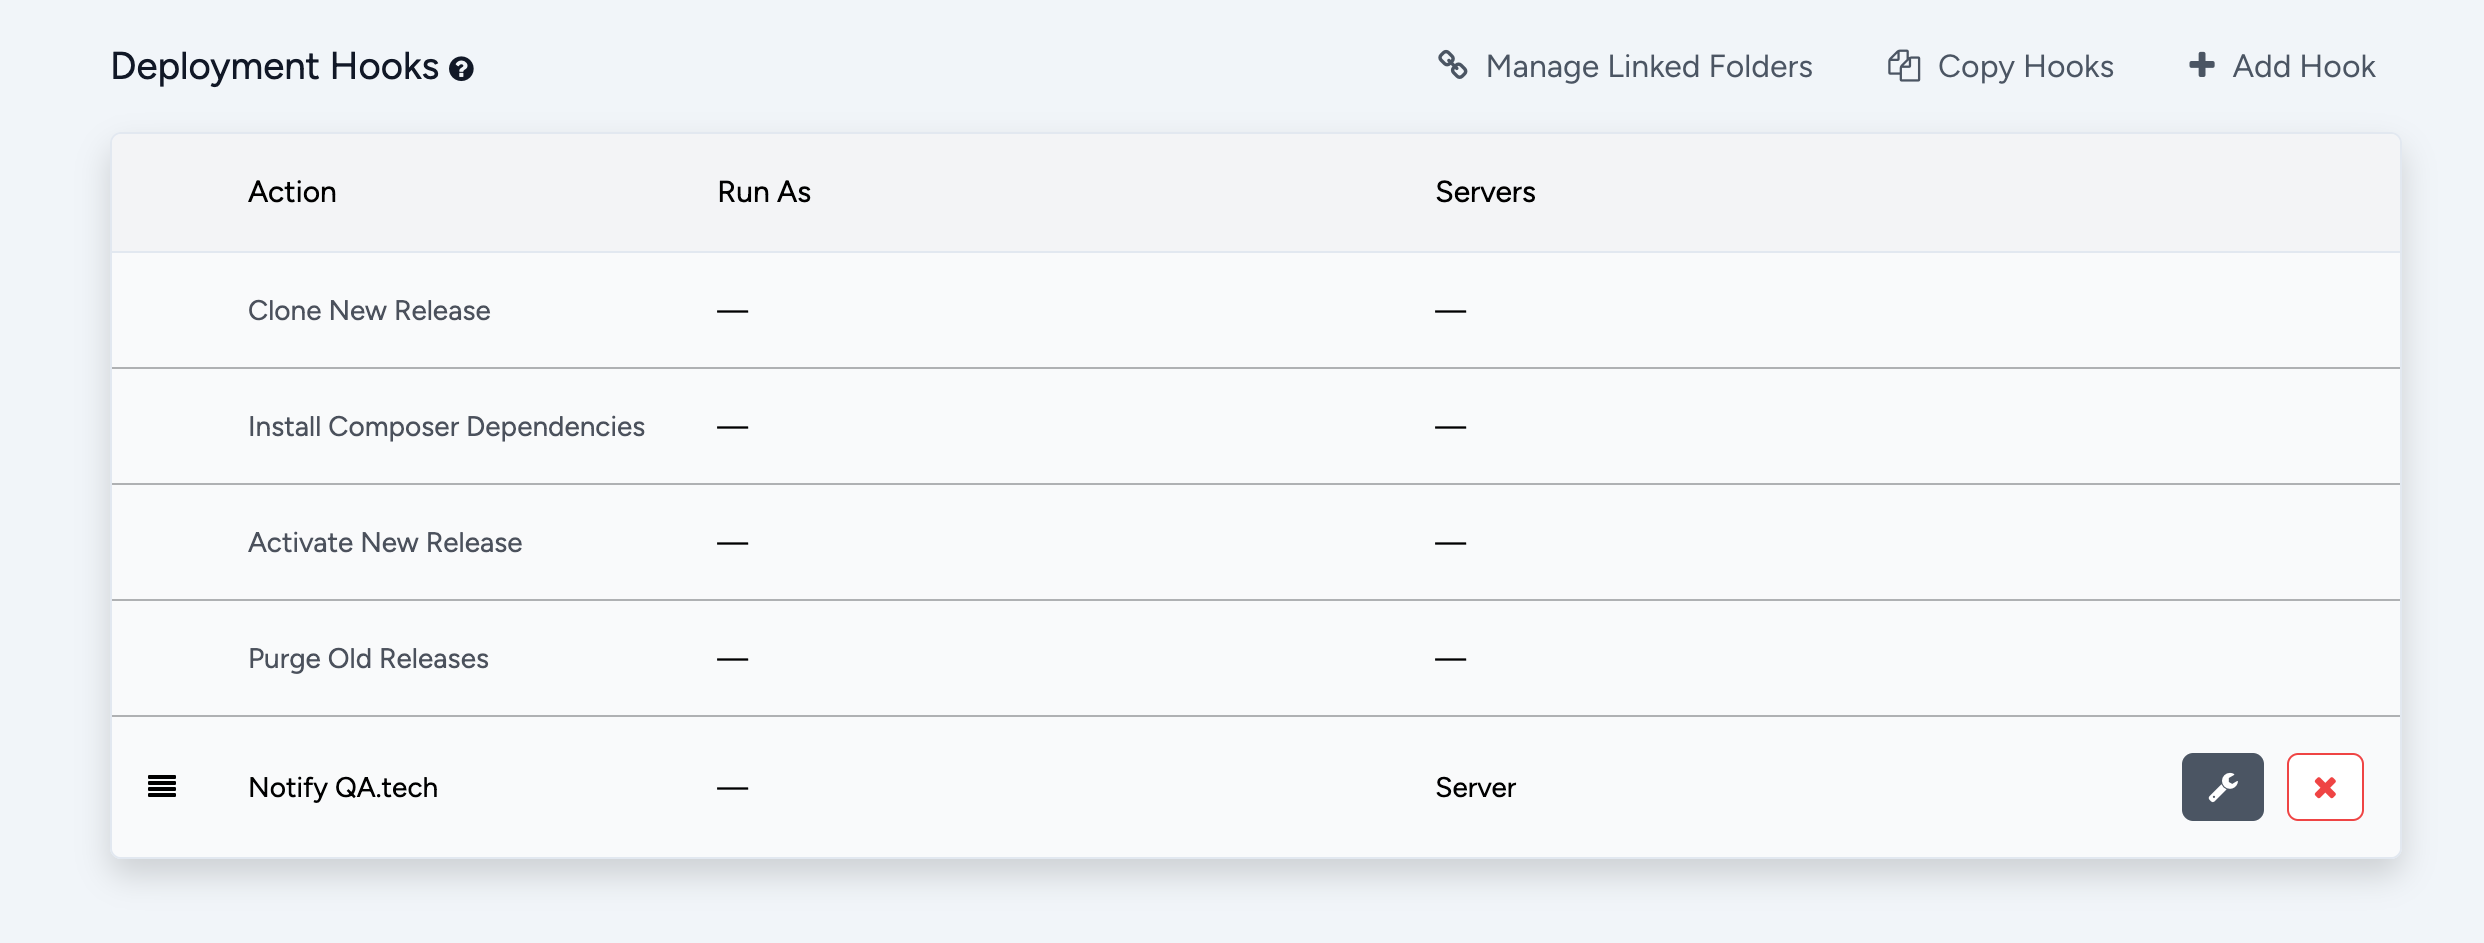 Deployment Hooks
Manage Linked Folders Copy Hooks Add Hook
Action Run As Servers
Clone New Release — —
Install Composer Dependencies — —
Activate New Release — —
Purge Old Releases — —
Notify QA.tech — Server